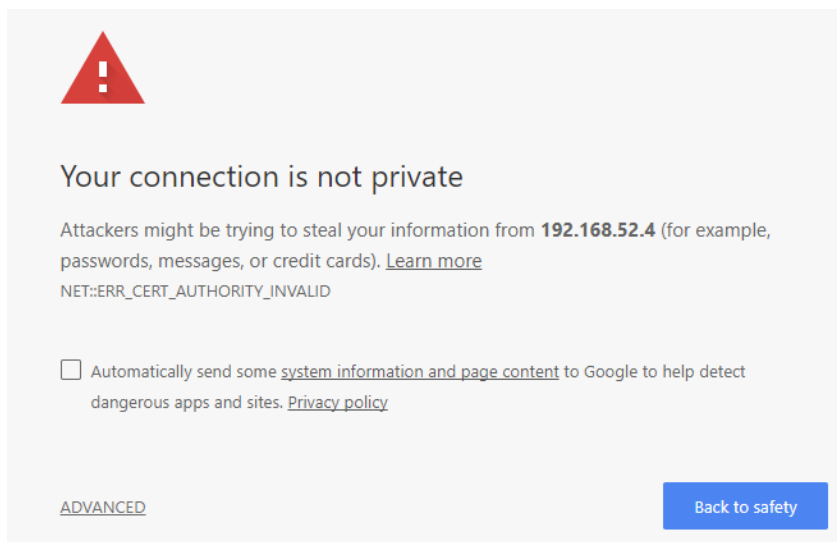 Your connection is not private
Attackers might be trying to steal your information from 192.168.52.4 (for example,
passwords, messages, or credit cards). Learn more
NET::ERR_CERT_AUTHORITY_INVALID
Automatically send some system information and page content to Google to help detect
dangerous apps and sites. Privacy policy
ADVANCED
Back to safety